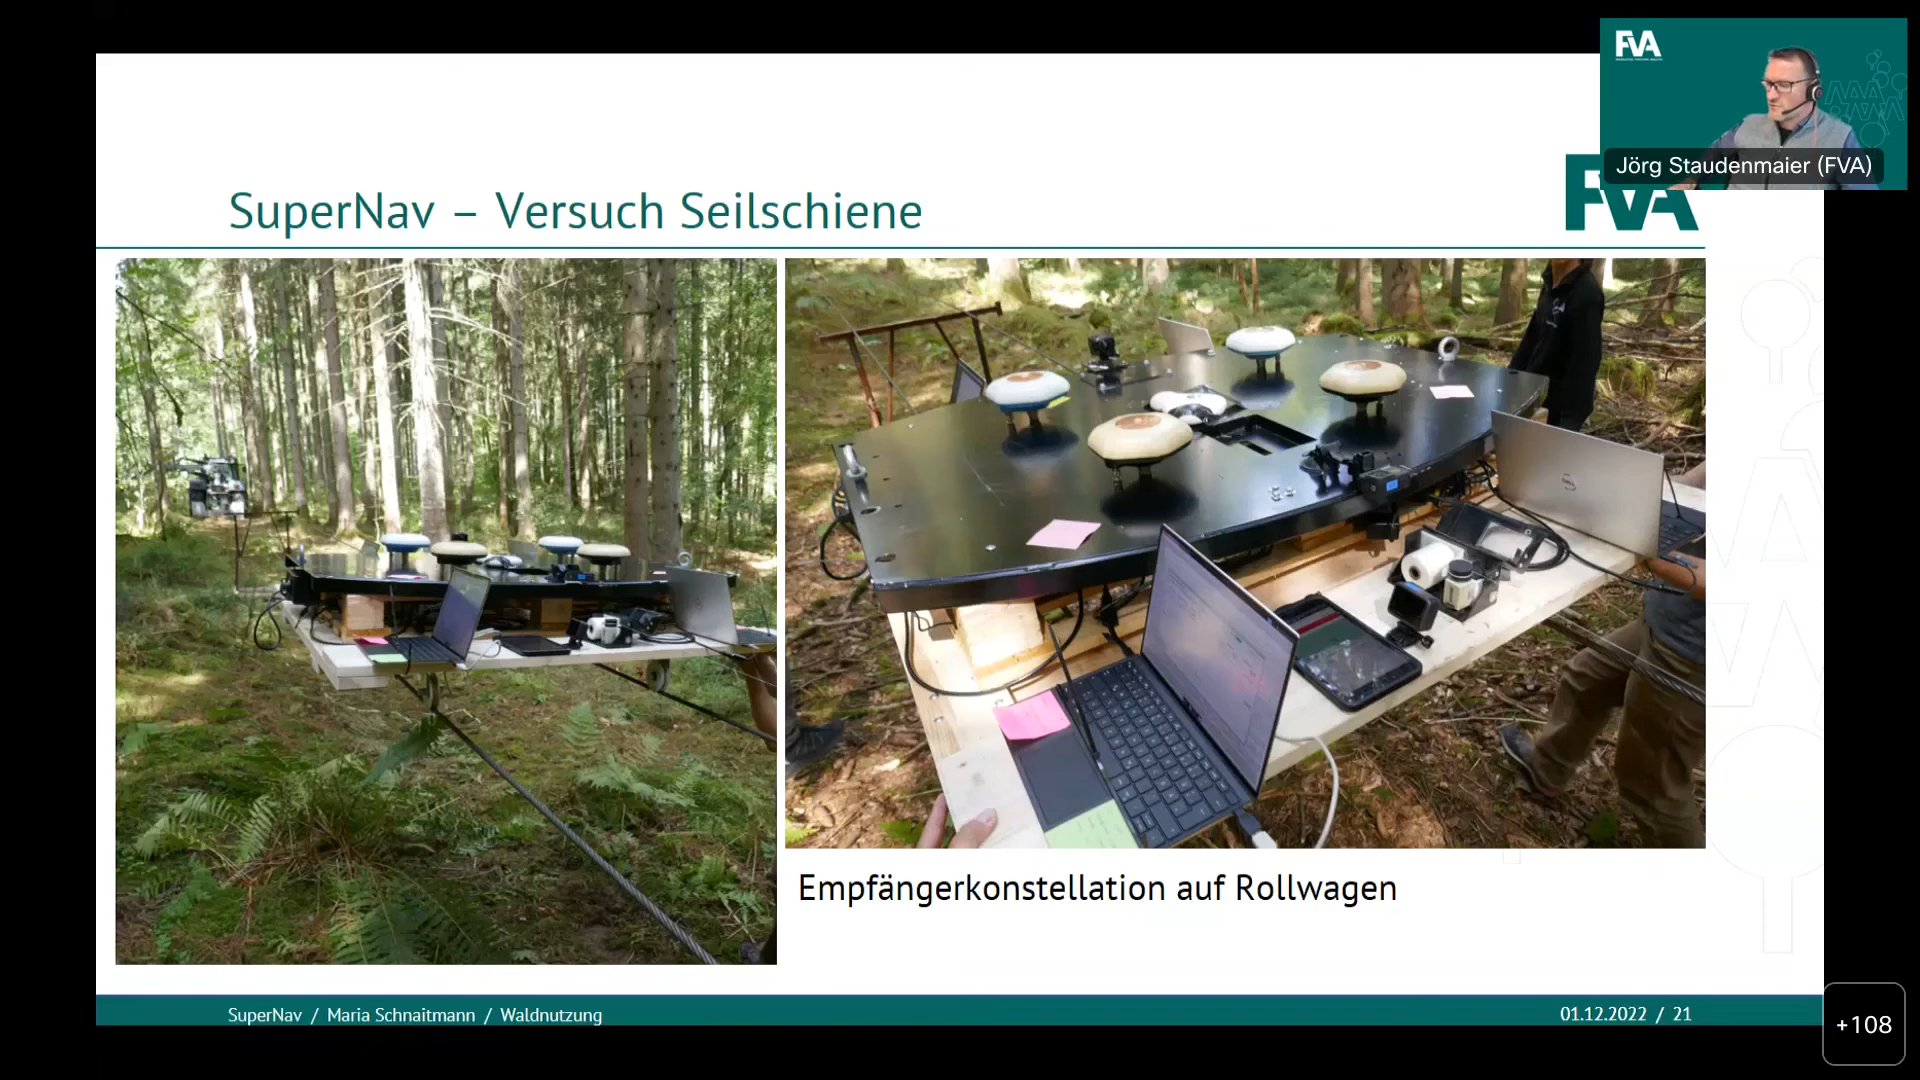 FVA
Jörg Staudenmaier (FVA)
FVA
SuperNav – Versuch Seilschiene
DELL
Empfängerkonstellation auf Rollwagen
SuperNav / Maria Schnaitmann / Waldnutzung
01.12.2022 / 21
+108